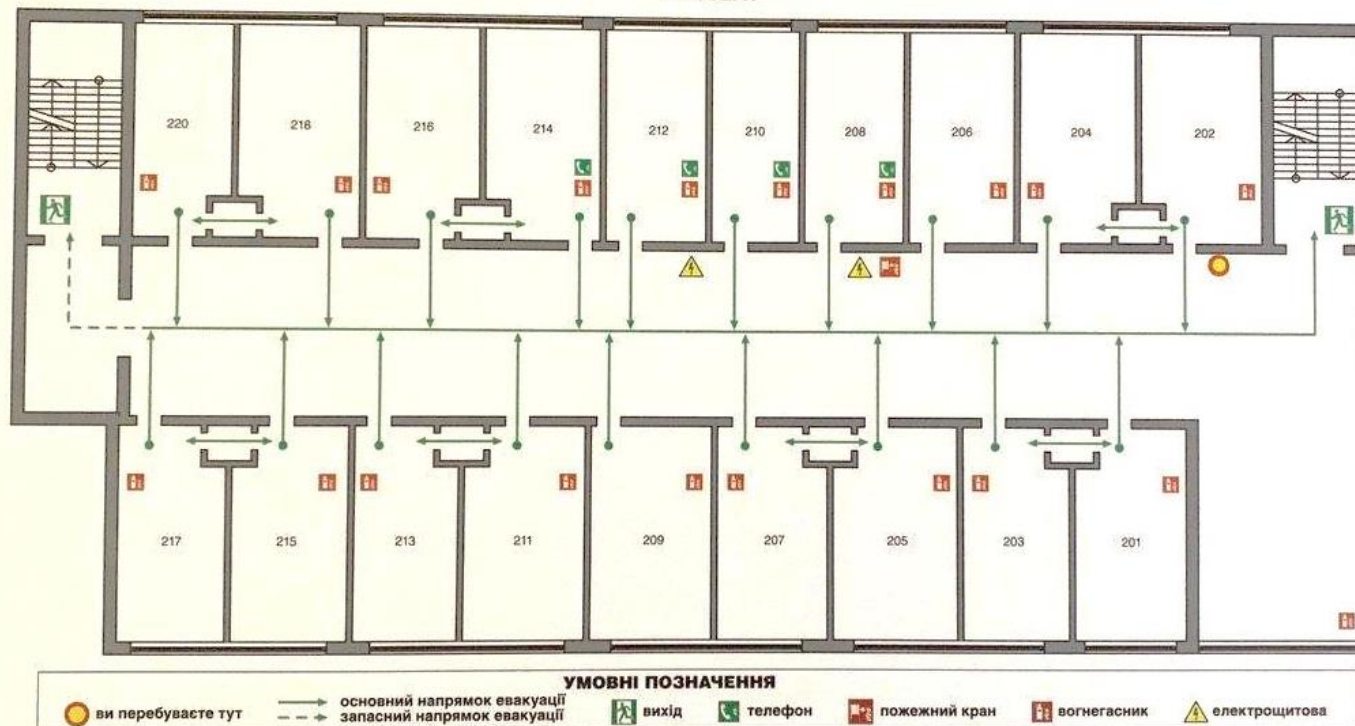 220 218 216 214 212 210 208 206 204 202
217 215 213 211 209 207 205 203 201
УМОВНІ ПОЗНАЧЕННЯ
ви перебуваєте тут
основний напрямок евакуації
запасний напрямок евакуації
вихід
телефон
пожежний кран
вогнегасник
електрощитова